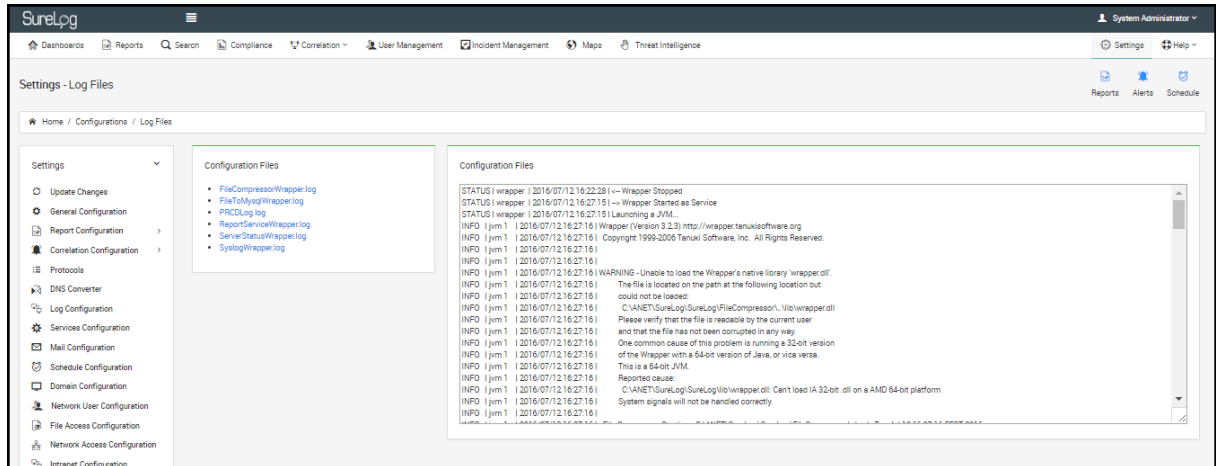 SureLog
System Administrator
Dashboards Reports Search Compliance Correlation User Management Incident Management Maps Threat Intelligence Settings Help
Settings - Log Files
Reports Alerts Schedule
Home / Configurations / Log Files
Settings
Update Changes
General Configuration
Report Configuration
Correlation Configuration
Protocols
DNS Converter
Log Configuration
Services Configuration
Mail Configuration
Schedule Configuration
Domain Configuration
Network User Configuration
File Access Configuration
Network Access Configuration
Intranet Configuration
Configuration Files
FileCompressorWrapper.log
FileToMysqlWrapper.log
PRCDLog.log
ReportServiceWrapper.log
ServerStatusWrapper.log
SyslogWrapper.log
Configuration Files
STATUS | wrapper | 2016/07/12 16:22:28 | <-- Wrapper Stopped
STATUS | wrapper | 2016/07/12 16:27:15 | --> Wrapper Started as Service
STATUS | wrapper | 2016/07/12 16:27:15 | Launching a JVM...
INFO | jvm 1 | 2016/07/12 16:27:16 | Wrapper (Version 3.2.3) http://wrapper.tanukisoftware.org
INFO | jvm 1 | 2016/07/12 16:27:16 | Copyright 1999-2006 Tanuki Software, Inc. All Rights Reserved.
INFO | jvm 1 | 2016/07/12 16:27:16 |
INFO | jvm 1 | 2016/07/12 16:27:16 |
INFO | jvm 1 | 2016/07/12 16:27:16 | WARNING - Unable to load the Wrapper's native library 'wrapper.dll'.
INFO | jvm 1 | 2016/07/12 16:27:16 | The file is located on the path at the following location but
INFO | jvm 1 | 2016/07/12 16:27:16 | could not be loaded:
INFO | jvm 1 | 2016/07/12 16:27:16 | C:\ANET\SureLog\SureLog\FileCompressor\..\lib\wrapper.dll
INFO | jvm 1 | 2016/07/12 16:27:16 | Please verify that the file is readable by the current user
INFO | jvm 1 | 2016/07/12 16:27:16 | and that the file has not been corrupted in any way.
INFO | jvm 1 | 2016/07/12 16:27:16 | One common cause of this problem is running a 32-bit version
INFO | jvm 1 | 2016/07/12 16:27:16 | of the Wrapper with a 64-bit version of Java, or vica versa.
INFO | jvm 1 | 2016/07/12 16:27:16 | This is a 64-bit JVM.
INFO | jvm 1 | 2016/07/12 16:27:16 | Reported cause:
INFO | jvm 1 | 2016/07/12 16:27:16 | C:\ANET\SureLog\SureLog\lib\wrapper.dll: Can't load IA 32-bit .dll on a AMD 64-bit platform
INFO | jvm 1 | 2016/07/12 16:27:16 | System signals will not be handled correctly.
INFO | jvm 1 | 2016/07/12 16:27:16 |